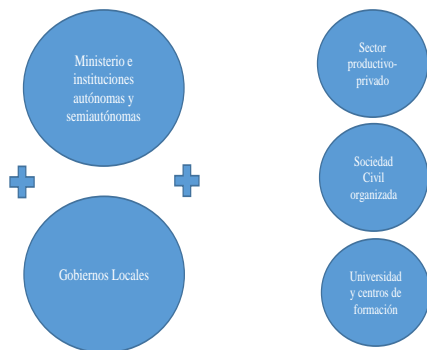 Ministerio e
instituciones
autónomas y
semiautónomas
Gobiernos Locales
Sector
productivo-
privado
Sociedad
Civil
organizada
Universidad
y centros de
formación